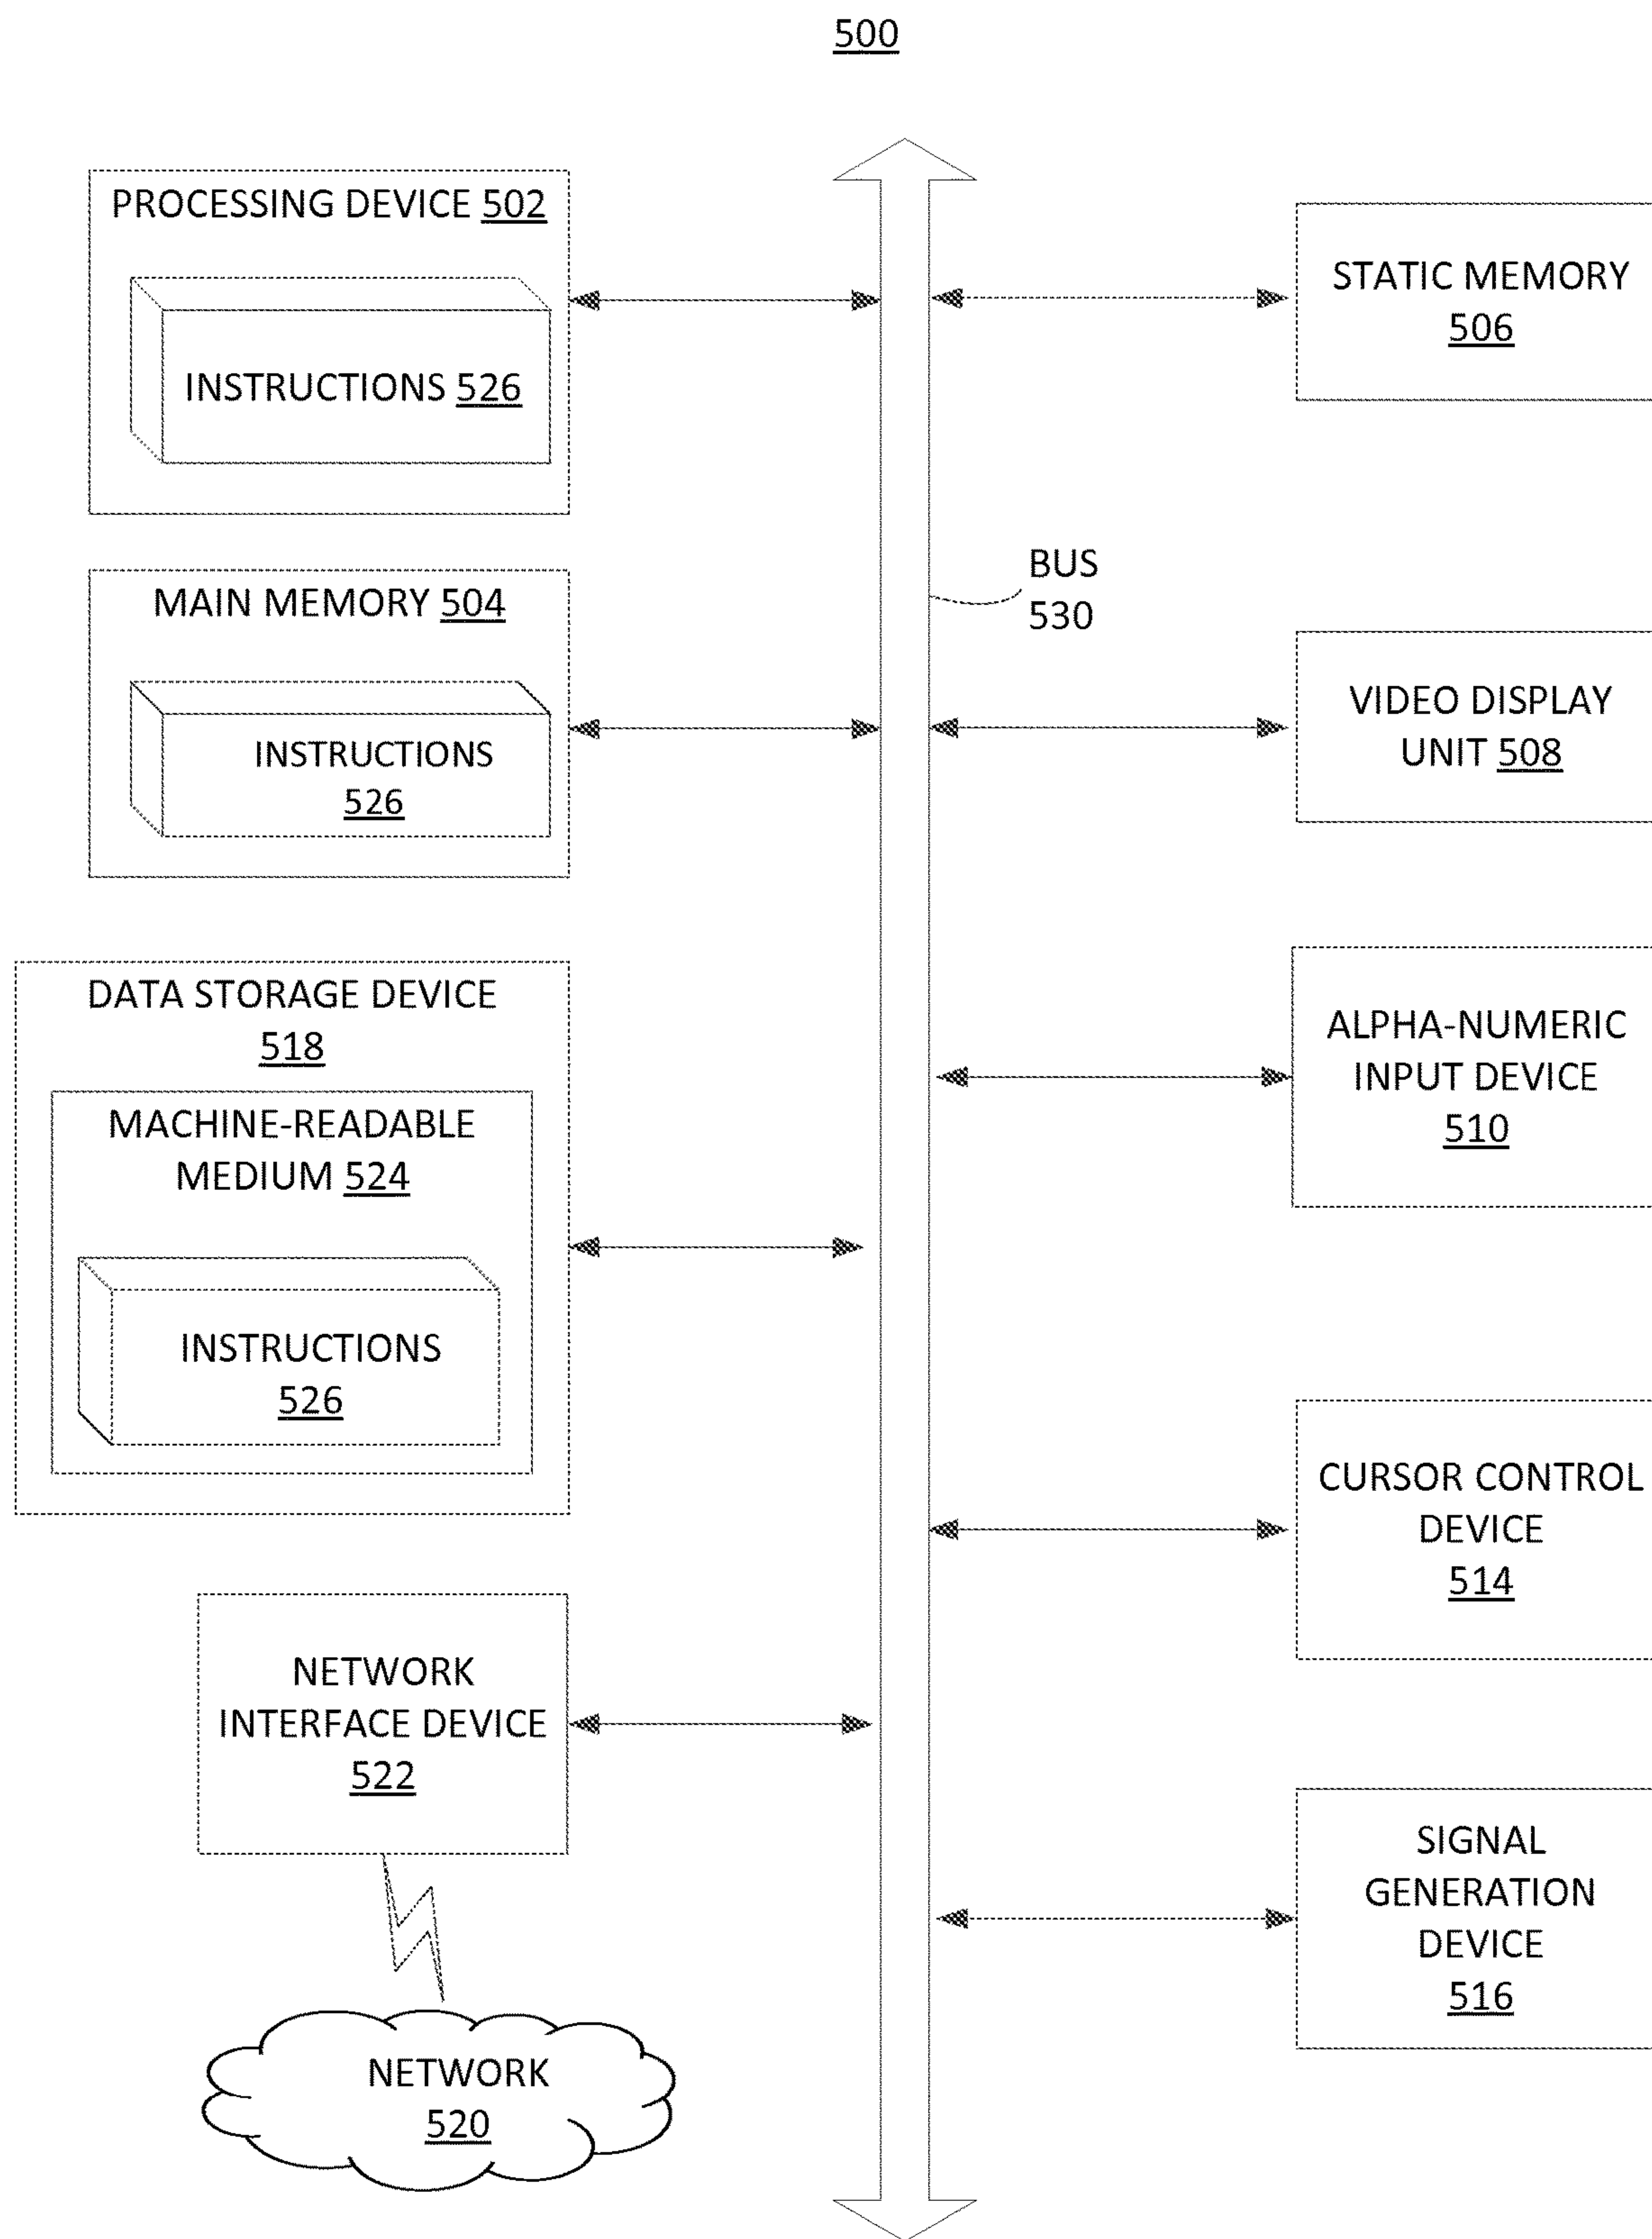 500
PROCESSING DEVICE 502
INSTRUCTIONS 526
MAIN MEMORY 504
INSTRUCTIONS
526
DATA STORAGE DEVICE
518
MACHINE-READABLE
MEDIUM 524
INSTRUCTIONS
526
NETWORK
INTERFACE DEVICE
522
NETWORK
520
BUS
530
STATIC MEMORY
506
VIDEO DISPLAY
UNIT 508
ALPHA-NUMERIC
INPUT DEVICE
510
CURSOR CONTROL
DEVICE
514
SIGNAL
GENERATION
DEVICE
516